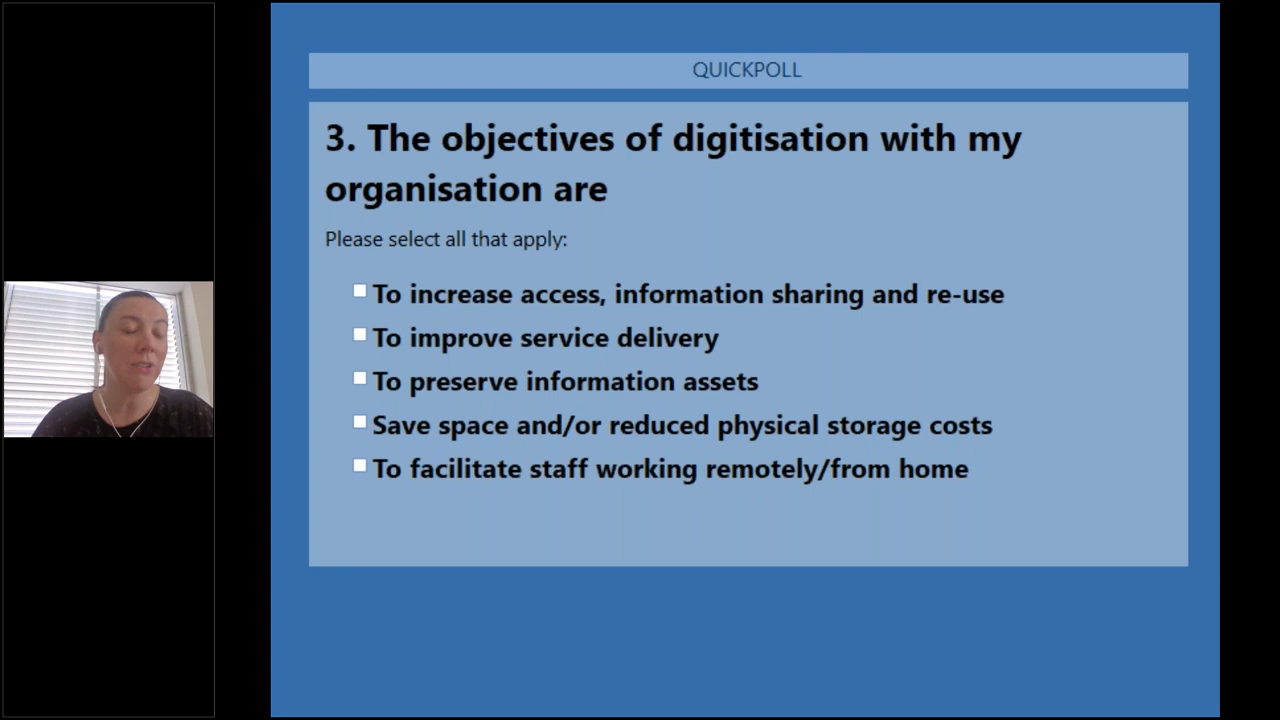 QUICKPOLL
3. The objectives of digitisation with my
organisation are
Please select all that apply:
To increase access, information sharing and re-use
To improve service delivery
To preserve information assets
Save space and/or reduced physical storage costs
To facilitate staff working remotely/from home